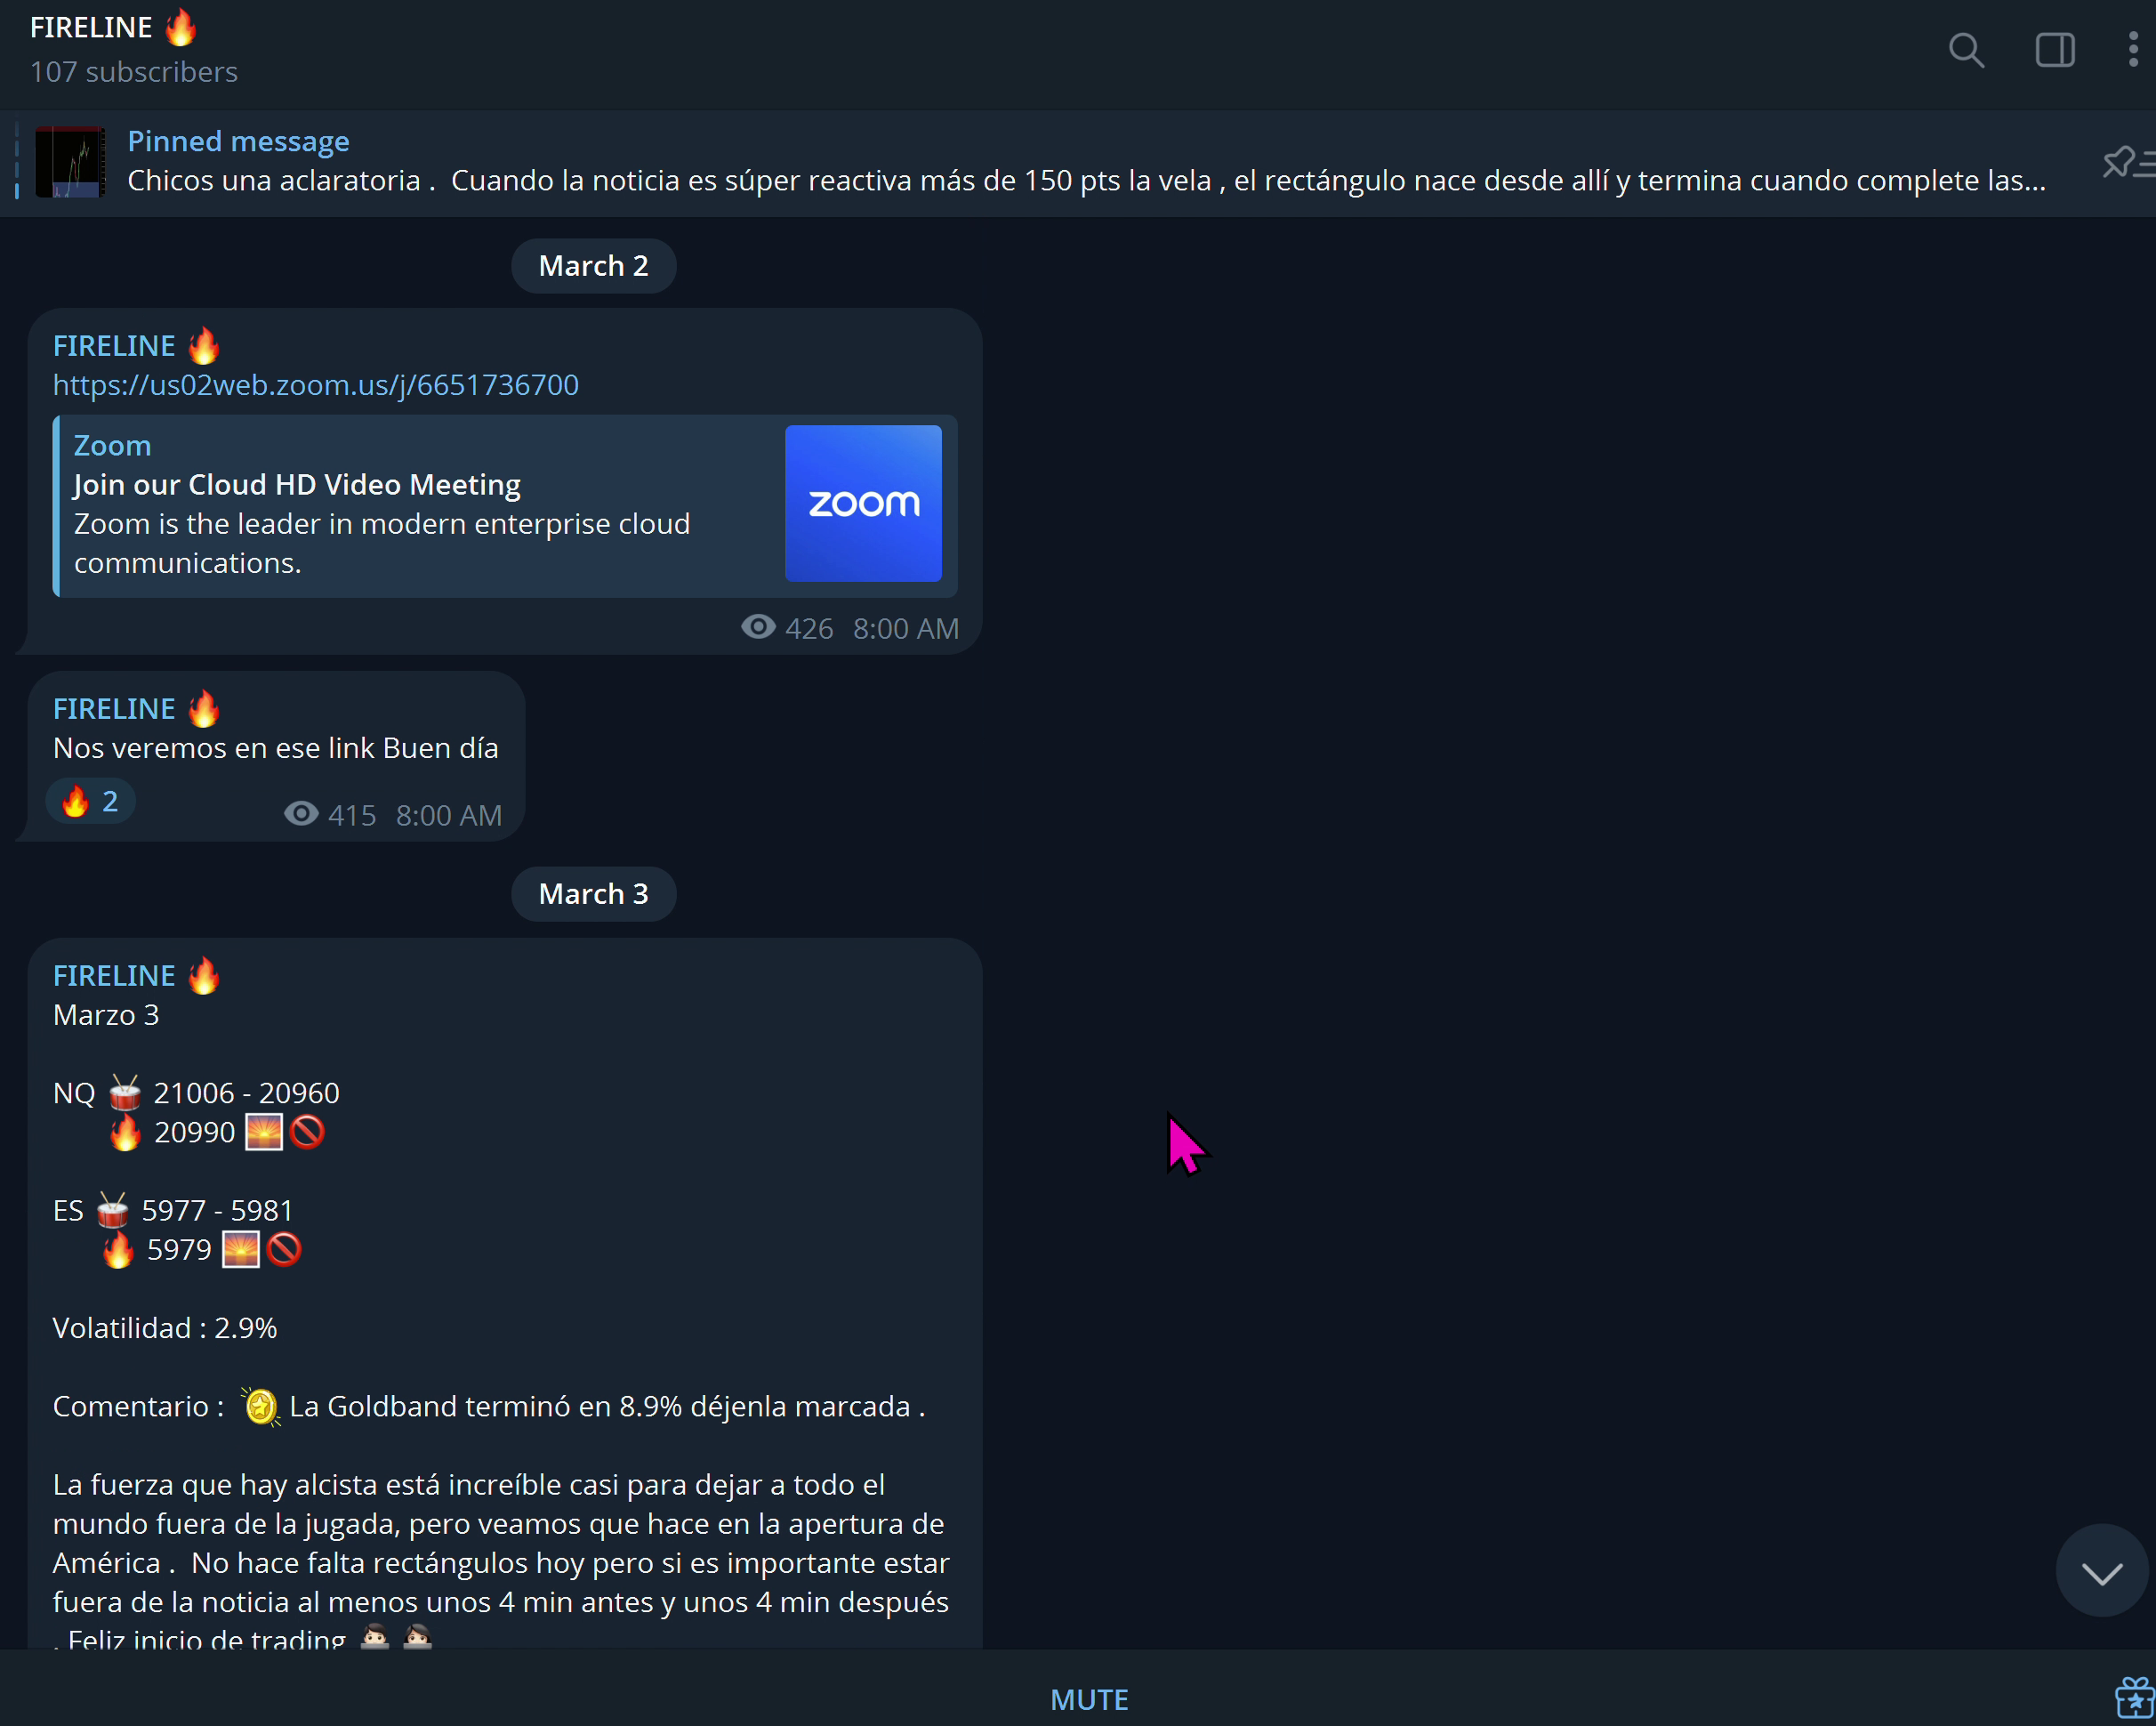 FIRELINE 🔥
107 subscribers
Pinned message
Chicos una aclaratoria .  Cuando la noticia es súper reactiva más de 150 pts la vela , el rectángulo nace desde allí y termina cuando complete las...
March 2
FIRELINE 🔥
https://us02web.zoom.us/j/6651736700
Zoom
Join our Cloud HD Video Meeting
Zoom is the leader in modern enterprise cloud
communications.
zoom
426 8:00 AM
FIRELINE 🔥
Nos veremos en ese link Buen día
🔥 2
415 8:00 AM
March 3
FIRELINE 🔥
Marzo 3
NQ 🥁 21006 - 20960
🔥 20990 🌅🚫
ES 🥁 5977 - 5981
🔥 5979 🌅🚫
Volatilidad : 2.9%
Comentario : La Goldband terminó en 8.9% déjenla marcada .
La fuerza que hay alcista está increíble casi para dejar a todo el
mundo fuera de la jugada, pero veamos que hace en la apertura de
América .  No hace falta rectángulos hoy pero si es importante estar
fuera de la noticia al menos unos 4 min antes y unos 4 min después
. Feliz inicio de trading
MUTE